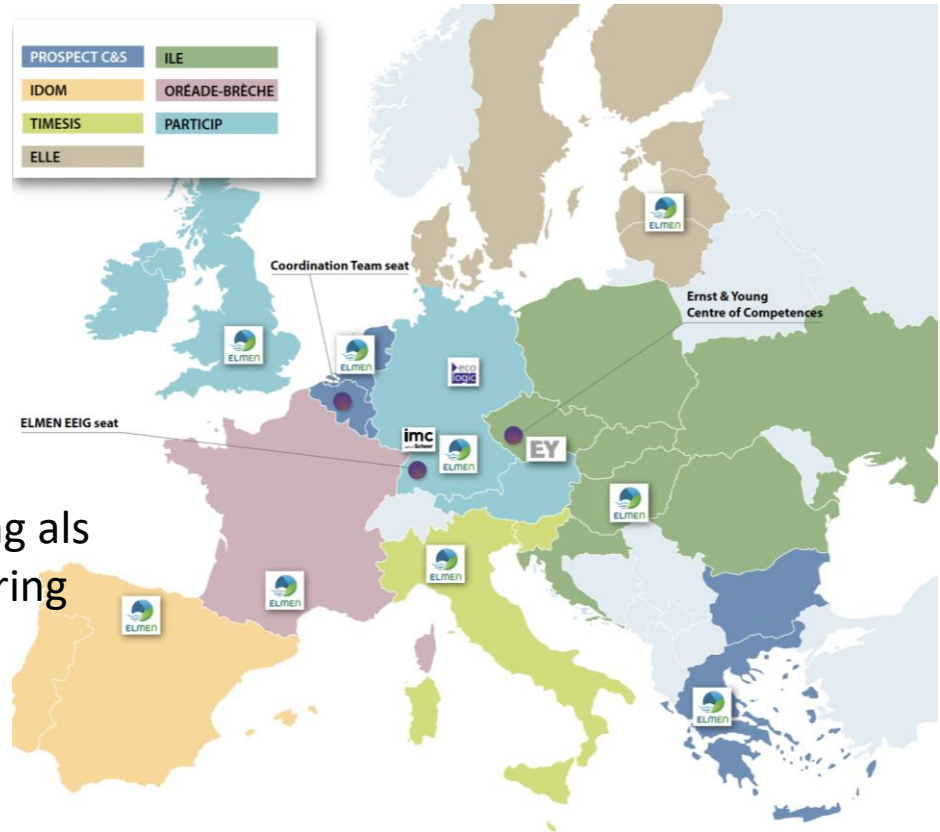 PROSPECT C&S
ILE
IDOM
ORÉADE-BRÈCHE
TIMESIS
PARTICIP
ELLE
ELMEN
Coordination Team seat
Ernst & Young
Centre of Competences
ELMEN
ELMEN
eco
logic
ELMEN EEIG seat
imc
EY
ELMEN
ELMEN
ng als
ring
ELMEN
ELMEN
ELMEN
ELMEN